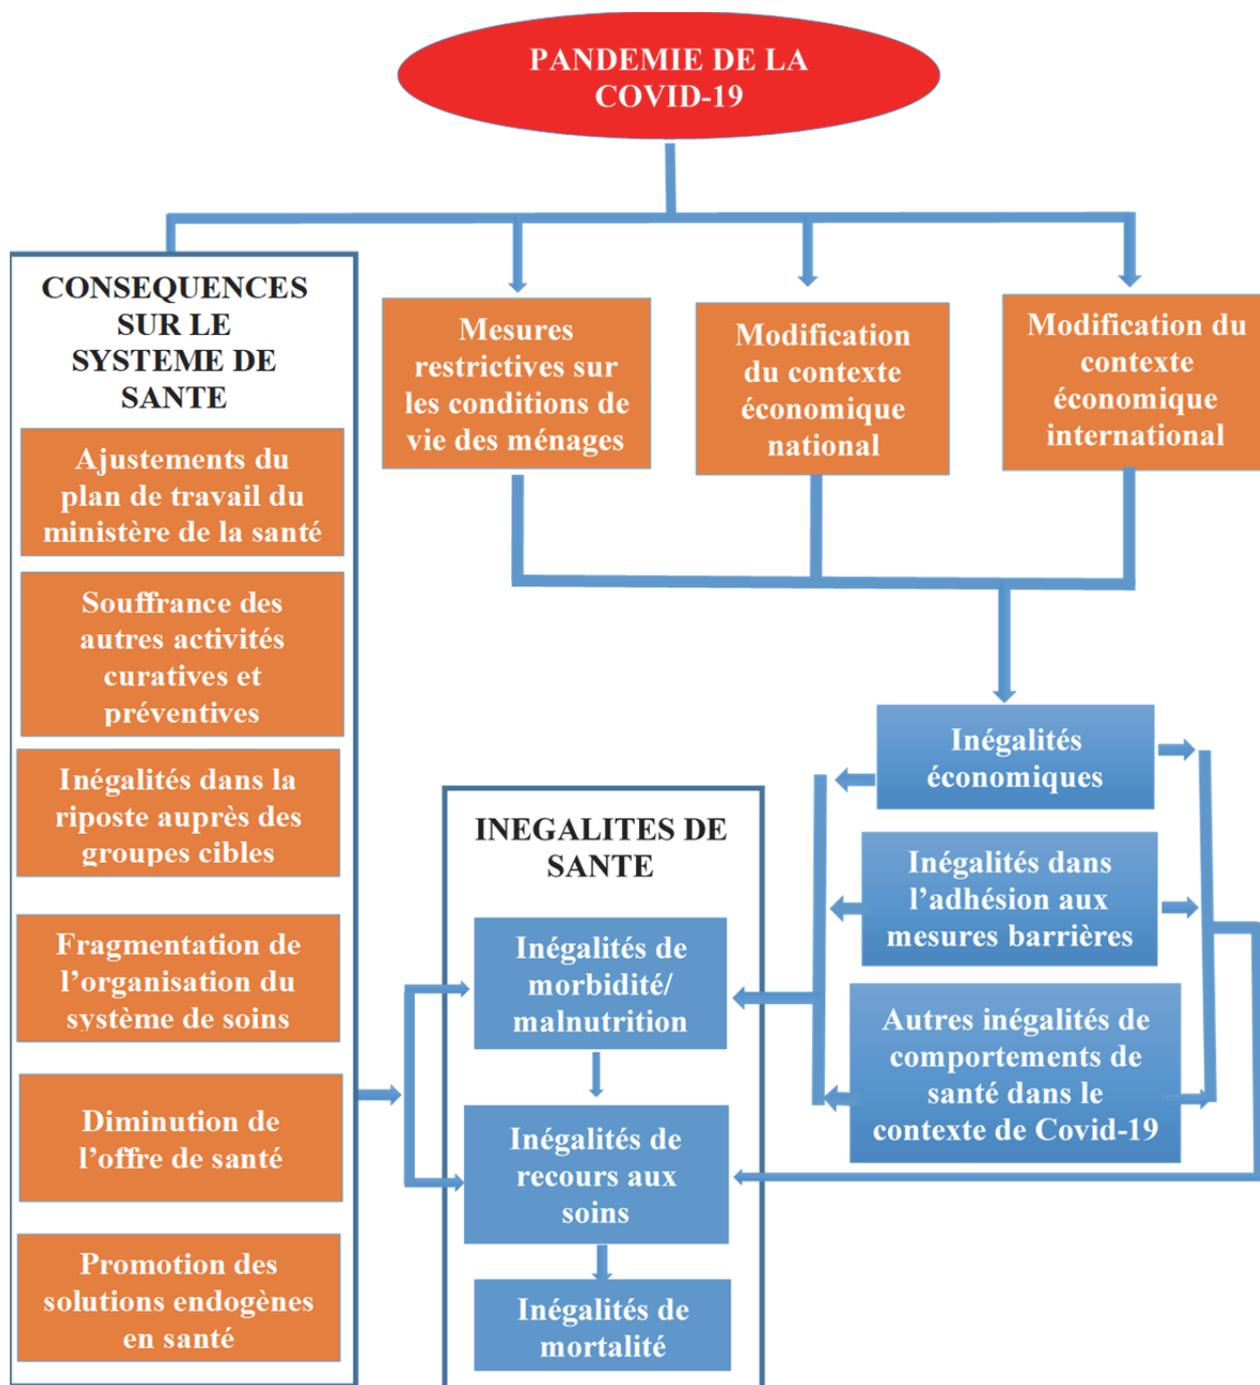 PANDEMIE DE LA
COVID-19
CONSEQUENCES
SUR LE
SYSTEME DE
SANTE
Ajustements du
plan de travail du
ministère de la santé
Souffrance des
autres activités
curatives et
préventives
Inégalités dans la
riposte auprès des
groupes cibles
Fragmentation de
l’organisation du
système de soins
Diminution de
l’offre de santé
Promotion des
solutions endogènes
en santé
Mesures
restrictives sur
les conditions de
vie des ménages
Modification
du contexte
économique
national
Modification du
contexte
économique
international
Inégalités
économiques
Inégalités dans
l’adhésion aux
mesures barrières
Autres inégalités de
comportements de
santé dans le
contexte de Covid-19
INEGALITES DE
SANTE
Inégalités de
morbidité/
malnutrition
Inégalités de
recours aux
soins
Inégalités de
mortalité